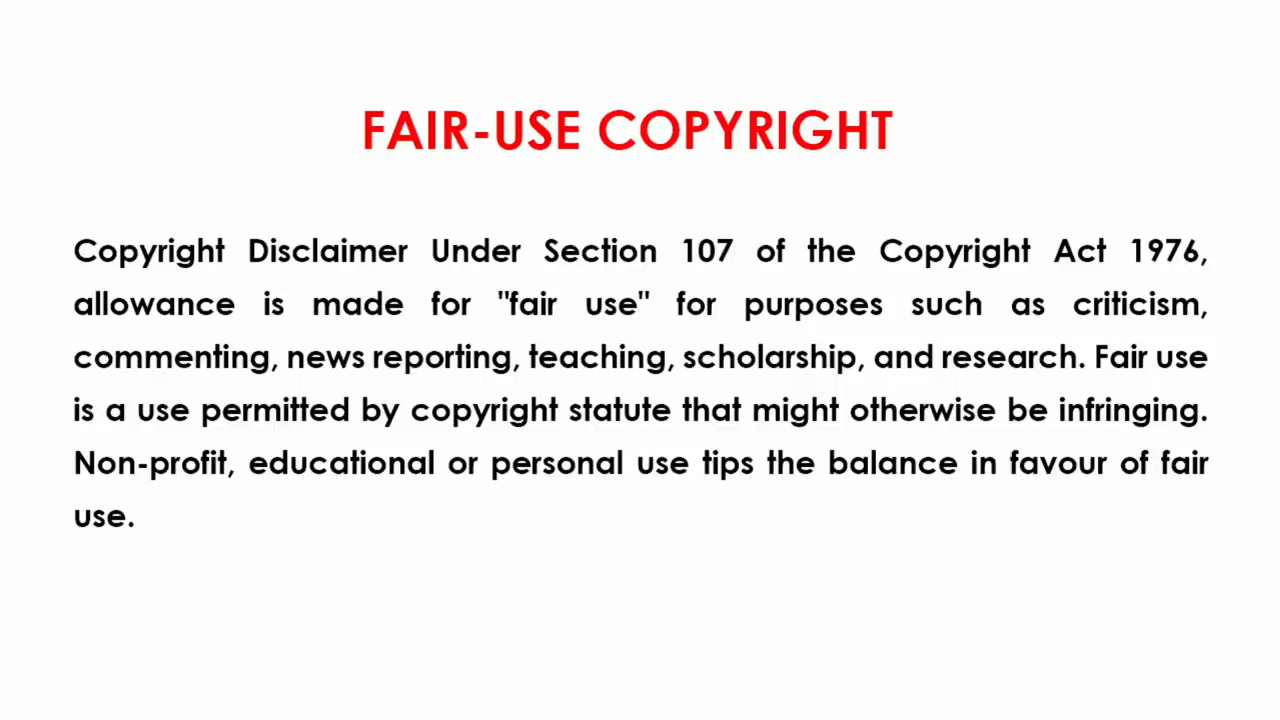 FAIR-USE COPYRIGHT
Copyright Disclaimer Under Section 107 of the Copyright Act 1976,
allowance is made for "fair use" for purposes such as criticism,
commenting, news reporting, teaching, scholarship, and research. Fair use
is a use permitted by copyright statute that might otherwise be infringing.
Non-profit, educational or personal use tips the balance in favour of fair
use.